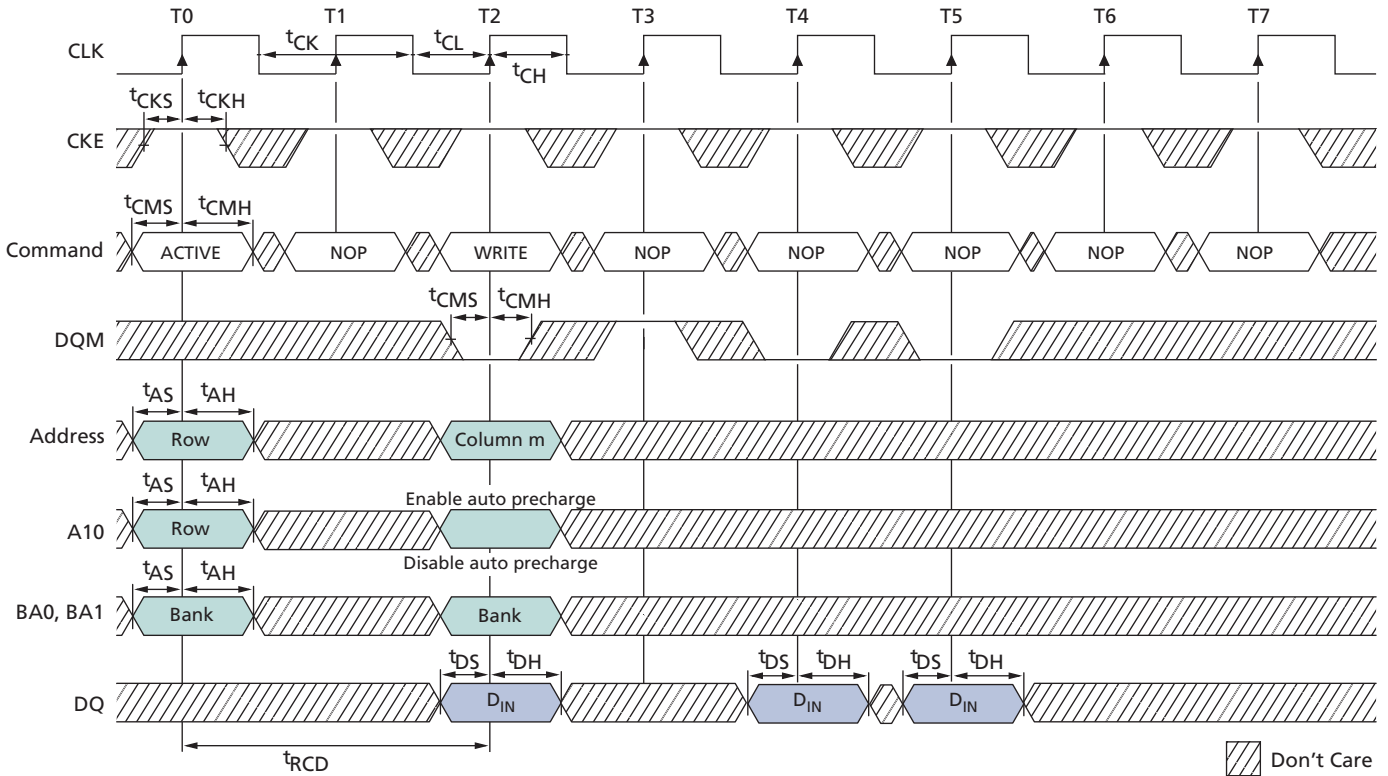 T0 T1 T2 T3 T4 T5 T6 T7
CLK tCK tCL tCH
tCKS tCKH
CKE
tCMS tCMH
Command ACTIVE NOP WRITE NOP NOP NOP NOP NOP
tCMS tCMH
DQM
tAS tAH
Address Row Column m
tAS tAH Enable auto precharge
A10 Row
Disable auto precharge
tAS tAH
BA0, BA1 Bank Bank
tDS tDH tDS tDH tDS tDH
DQ DIN DIN DIN
tRCD
Don't Care